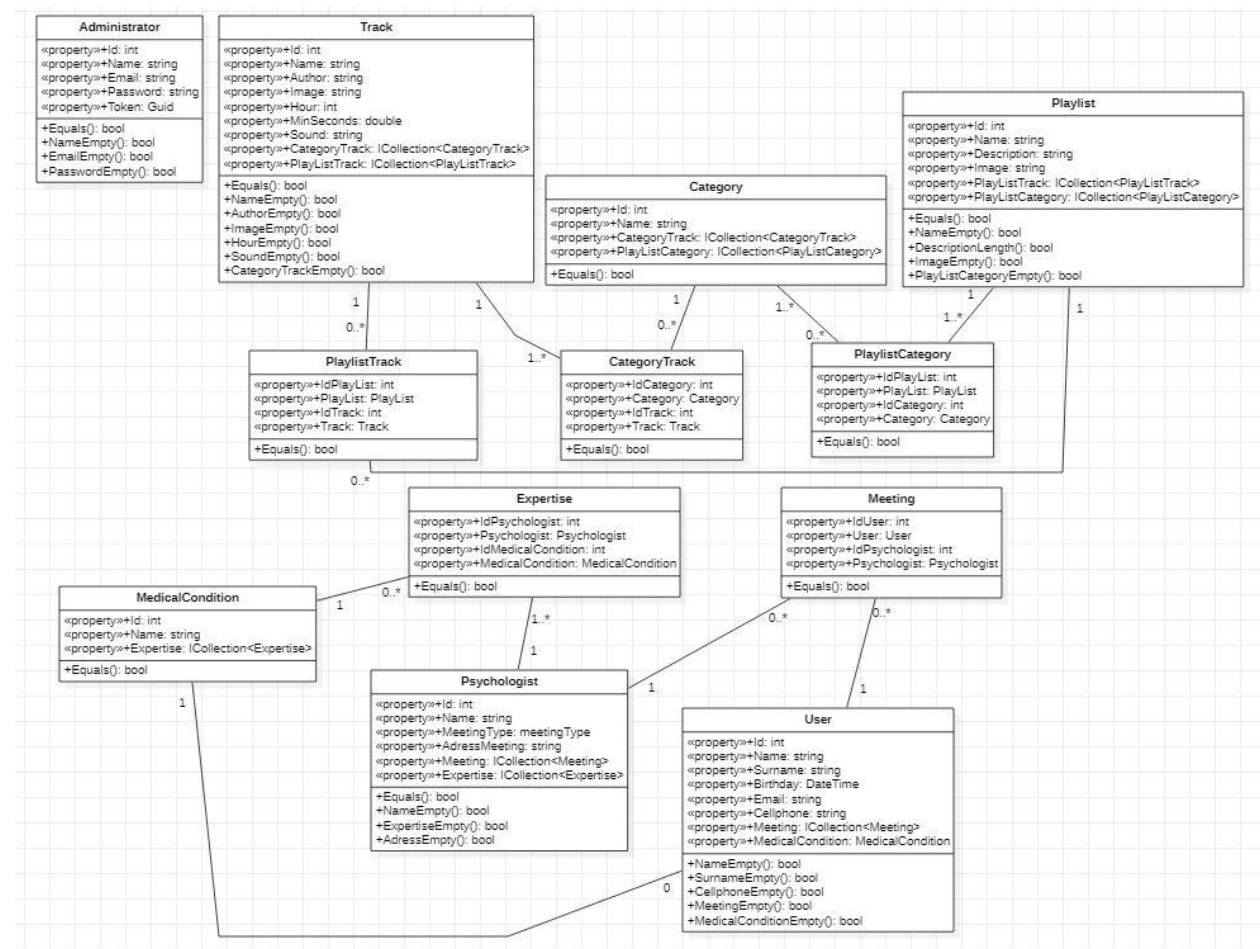 Administrator
«property»+Id: int
«property»+Name: string
«property»+Email: string
«property»+Password: string
«property»+Token: Guid
+Equals(): bool
+NameEmpty(): bool
+EmailEmpty(): bool
+PasswordEmpty(): bool
Track
«property»+Id: int
«property»+Name: string
«property»+Author: string
«property»+Image: string
«property»+Hour: int
«property»+MinSeconds: double
«property»+Sound: string
«property»+CategoryTrack: ICollection<CategoryTrack>
«property»+PlayListTrack: ICollection<PlayListTrack>
+Equals(): bool
+NameEmpty(): bool
+AuthorEmpty(): bool
+ImageEmpty(): bool
+HourEmpty(): bool
+SoundEmpty(): bool
+CategoryTrackEmpty(): bool
Category
«property»+Id: int
«property»+Name: string
«property»+CategoryTrack: ICollection<CategoryTrack>
«property»+PlayListCategory: ICollection<PlayListCategory>
+Equals(): bool
Playlist
«property»+Id: int
«property»+Name: string
«property»+Description: string
«property»+Image: string
«property»+PlayListTrack: ICollection<PlayListTrack>
«property»+PlayListCategory: ICollection<PlayListCategory>
+Equals(): bool
+NameEmpty(): bool
+DescriptionLength(): bool
+ImageEmpty(): bool
+PlayListCategoryEmpty(): bool
1
0..*
1
1..*
1
0..*
1..*
0..*
1
1..*
1
PlaylistTrack
«property»+IdPlayList: int
«property»+PlayList: PlayList
«property»+IdTrack: int
«property»+Track: Track
+Equals(): bool
0..*
CategoryTrack
«property»+IdCategory: int
«property»+Category: Category
«property»+IdTrack: int
«property»+Track: Track
+Equals(): bool
PlaylistCategory
«property»+IdPlayList: int
«property»+PlayList: PlayList
«property»+IdCategory: int
«property»+Category: Category
+Equals(): bool
Expertise
«property»+IdPsychologist: int
«property»+Psychologist: Psychologist
«property»+IdMedicalCondition: int
«property»+MedicalCondition: MedicalCondition
+Equals(): bool
Meeting
«property»+IdUser: int
«property»+User: User
«property»+IdPsychologist: int
«property»+Psychologist: Psychologist
+Equals(): bool
MedicalCondition
«property»+Id: int
«property»+Name: string
«property»+Expertise: ICollection<Expertise>
+Equals(): bool
1
0..*
1..*
1
0..*
1
0..*
1
1
0
Psychologist
«property»+Id: int
«property»+Name: string
«property»+MeetingType: meetingType
«property»+AdressMeeting: string
«property»+Meeting: ICollection<Meeting>
«property»+Expertise: ICollection<Expertise>
+Equals(): bool
+NameEmpty(): bool
+ExpertiseEmpty(): bool
+AdressEmpty(): bool
User
«property»+Id: int
«property»+Name: string
«property»+Surname: string
«property»+Birthday: DateTime
«property»+Email: string
«property»+Cellphone: string
«property»+Meeting: ICollection<Meeting>
«property»+MedicalCondition: MedicalCondition
+NameEmpty(): bool
+SurnameEmpty(): bool
+CellphoneEmpty(): bool
+MeetingEmpty(): bool
+MedicalConditionEmpty(): bool